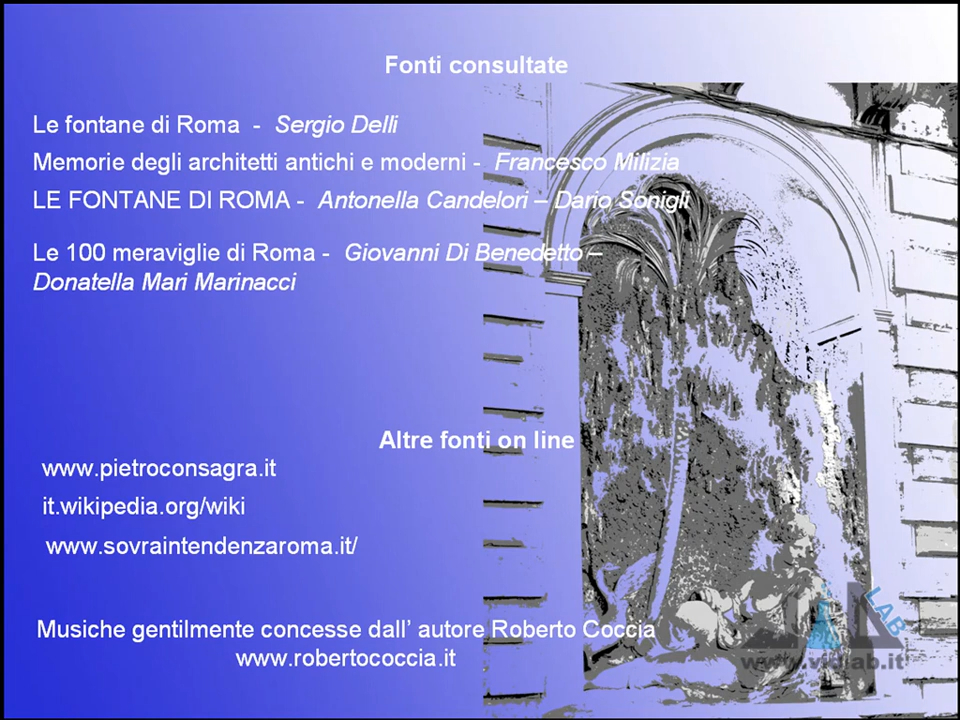 Fonti consultate
Le fontane di Roma - Sergio Delli
Memorie degli architetti antichi e moderni - Francesco Milizia
LE FONTANE DI ROMA - Antonella Candelori – Dario Sonigli
Le 100 meraviglie di Roma - Giovanni Di Benedetto –
Donatella Mari Marinacci
Altre fonti on line
www.pietroconsagra.it
it.wikipedia.org/wiki
www.sovraintendenzaroma.it/
Musiche gentilmente concesse dall’ autore Roberto Coccia
www.robertococcia.it
LAB
www.vidlab.it